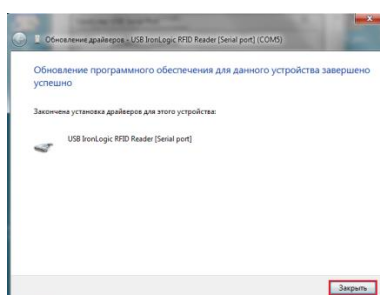 Обновление драйверов - USB IronLogic RFID Reader [Serial port] (COM5)
Обновление программного обеспечения для данного устройства завершено
успешно
Закончена установка драйверов для этого устройства:
USB IronLogic RFID Reader [Serial port]
Закрыть